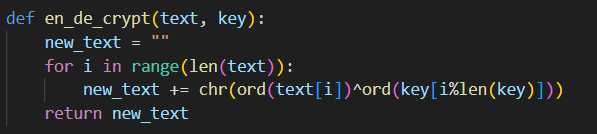 def en_de_crypt(text, key):
    new_text = ""
    for i in range(len(text)):
        new_text += chr(ord(text[i])^ord(key[i%len(key)]))
    return new_text